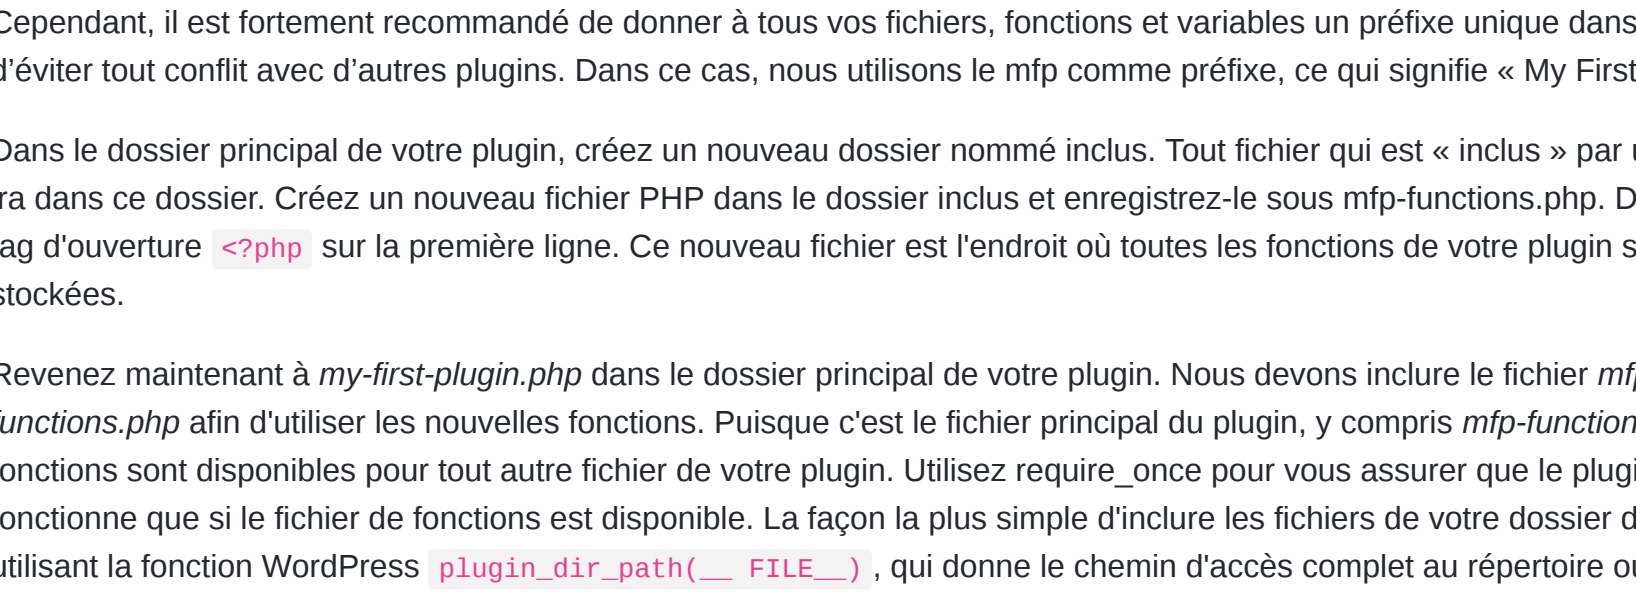 Cependant, il est fortement recommandé de donner à tous vos fichiers, fonctions et variables un préfixe unique dans
d’éviter tout conflit avec d’autres plugins. Dans ce cas, nous utilisons le mfp comme préfixe, ce qui signifie « My First
Dans le dossier principal de votre plugin, créez un nouveau dossier nommé inclus. Tout fichier qui est « inclus » par
ira dans ce dossier. Créez un nouveau fichier PHP dans le dossier inclus et enregistrez-le sous mfp-functions.php. D
tag d'ouverture <?php sur la première ligne. Ce nouveau fichier est l'endroit où toutes les fonctions de votre plugin s
stockées.
Revenez maintenant à my-first-plugin.php dans le dossier principal de votre plugin. Nous devons inclure le fichier mfp
functions.php afin d'utiliser les nouvelles fonctions. Puisque c'est le fichier principal du plugin, y compris mfp-function
fonctions sont disponibles pour tout autre fichier de votre plugin. Utilisez require_once pour vous assurer que le plugi
fonctionne que si le fichier de fonctions est disponible. La façon la plus simple d'inclure les fichiers de votre dossier d
utilisant la fonction WordPress plugin_dir_path(__ FILE__) , qui donne le chemin d'accès complet au répertoire ou